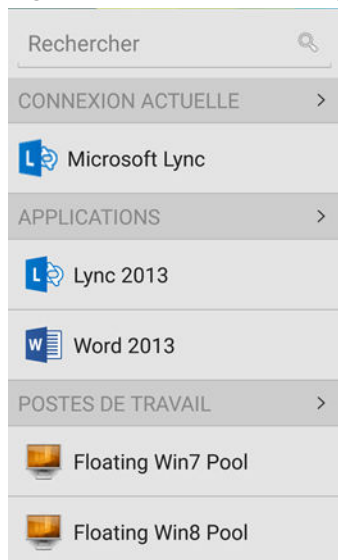 Rechercher
CONNEXION ACTUELLE
Microsoft Lync
APPLICATIONS
Lync 2013
Word 2013
POSTES DE TRAVAIL
Floating Win7 Pool
Floating Win8 Pool